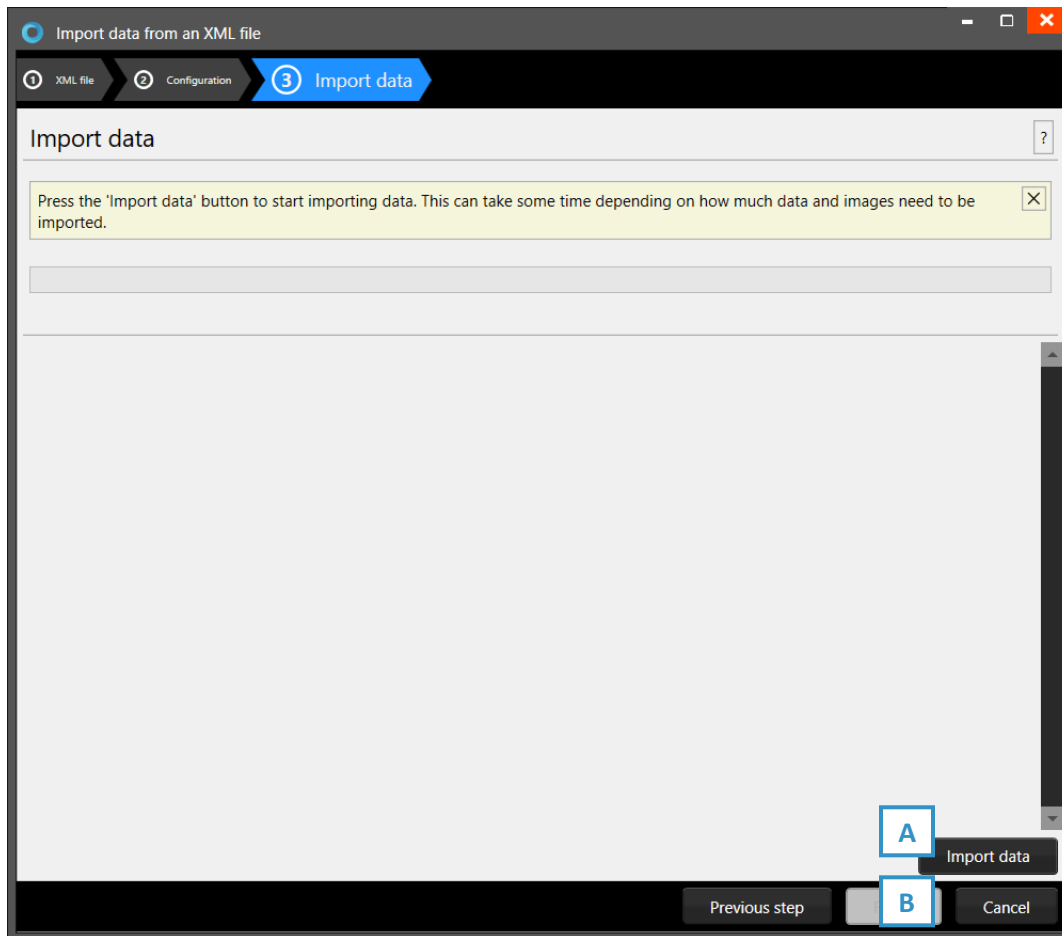 Import data from an XML file
1 XML file 2 Configuration 3 Import data
Import data
?
Press the 'Import data' button to start importing data. This can take some time depending on how much data and images need to be
imported.
A
Import data
Previous step B Cancel